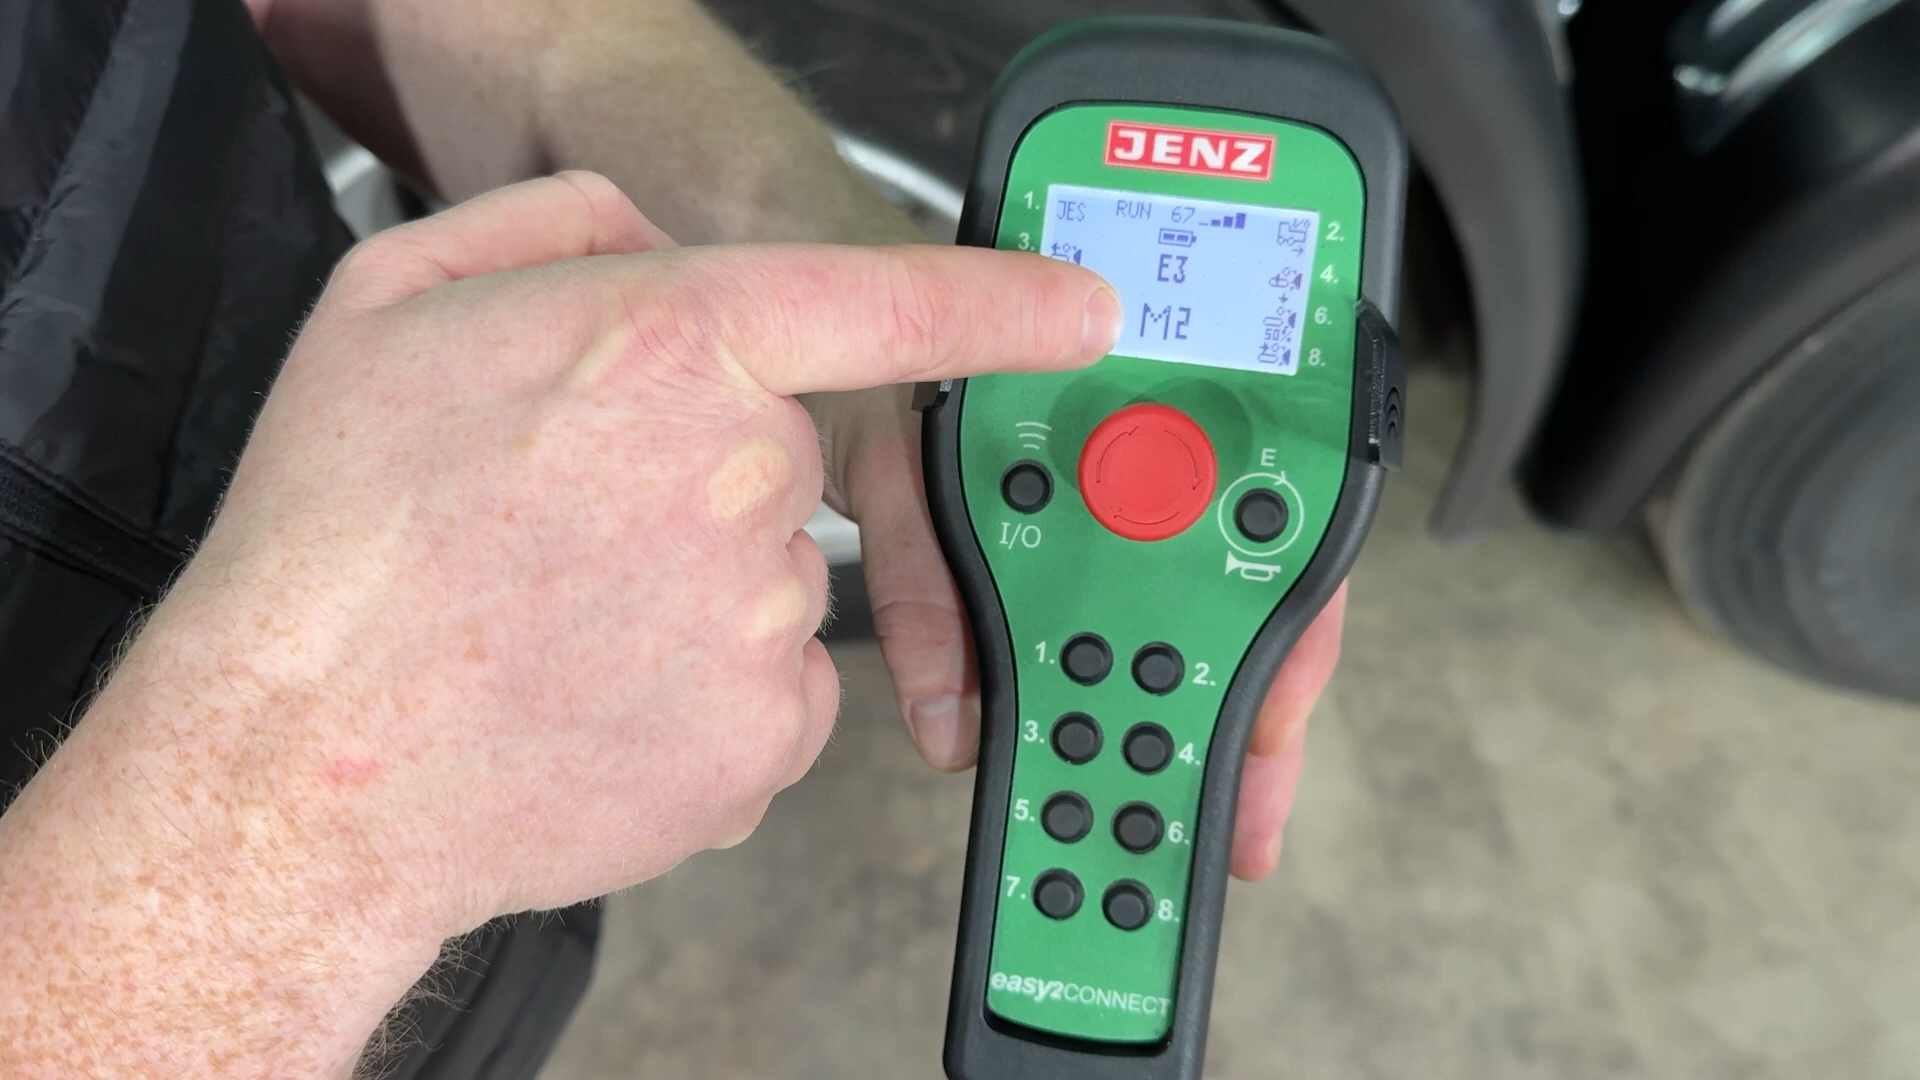 JENZ
1.
JES RUN 67
2.
3.
E3
4.
M2
6.
50%
8.
E
I/O
1.
2.
3.
4.
5.
6.
7.
8.
easy2CONNECT